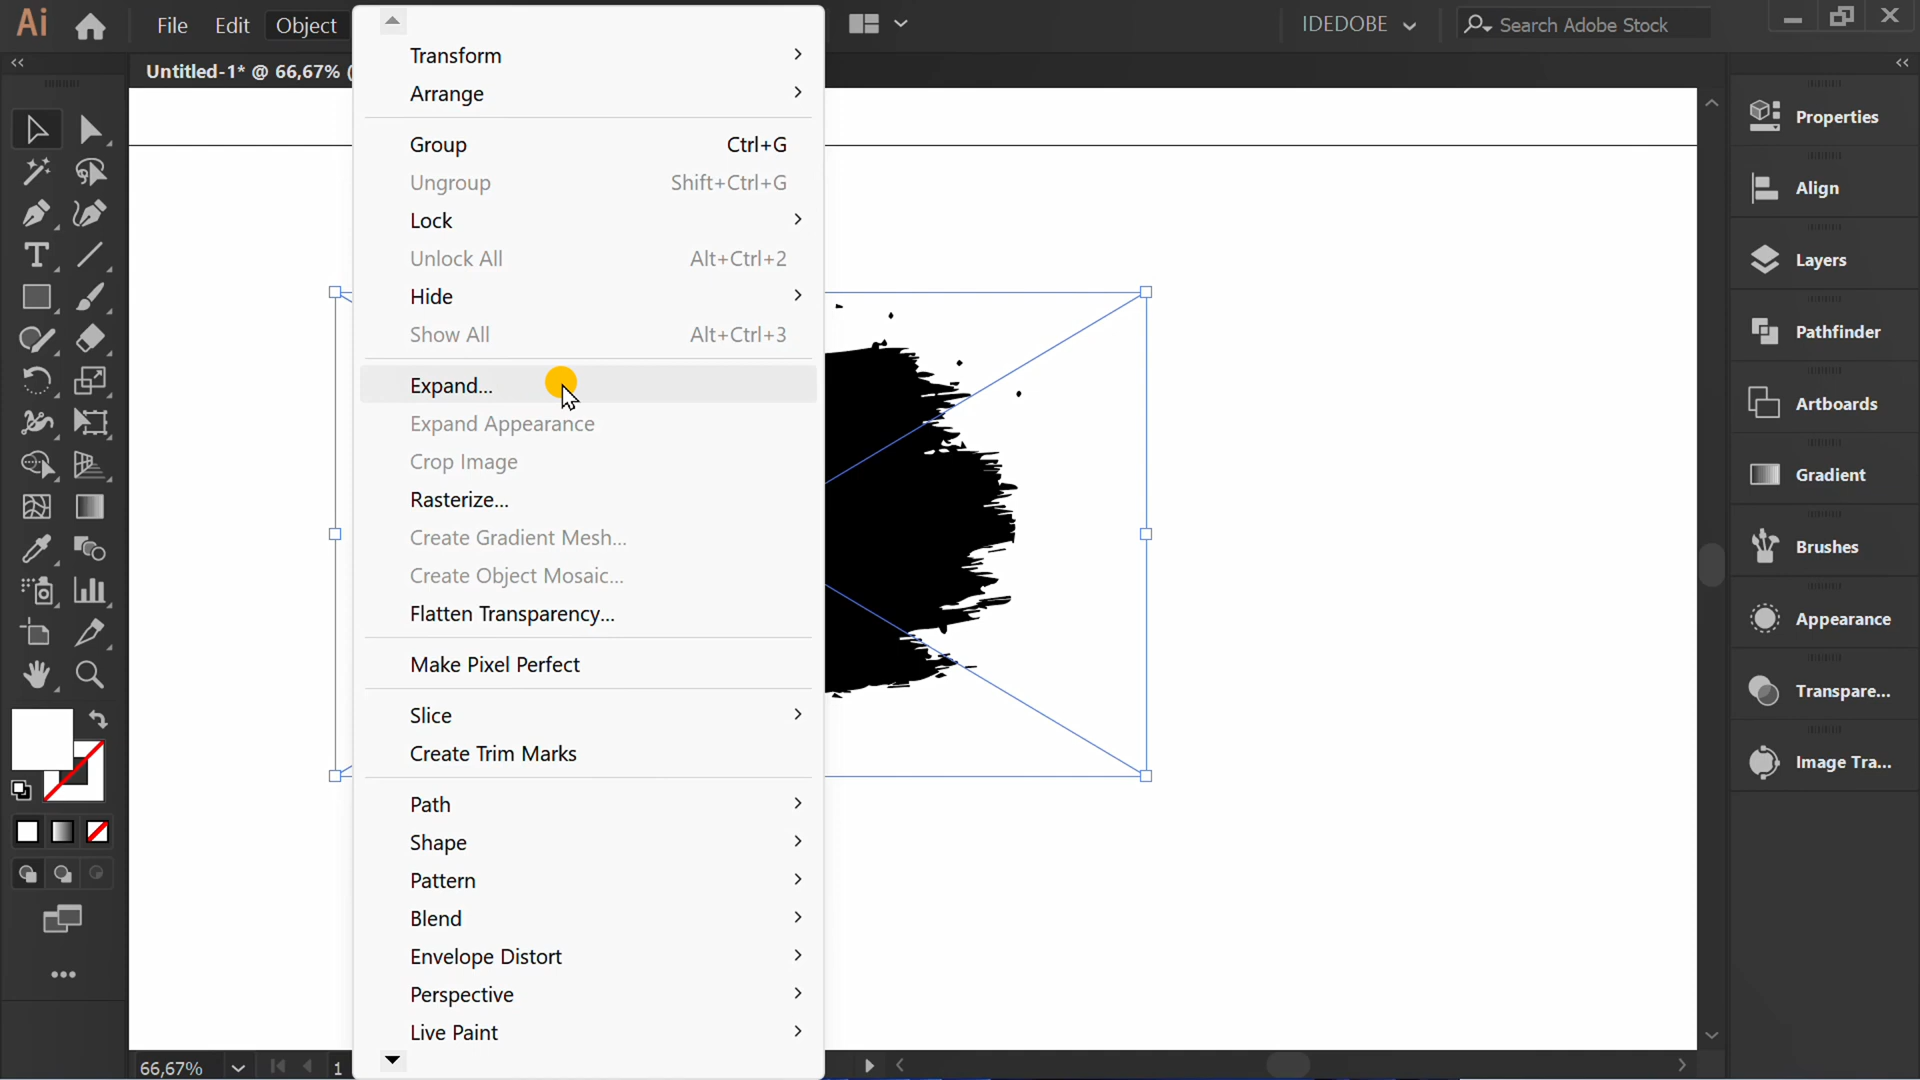 Ai File Edit Object IDEDOBE Search Adobe Stock
Untitled-1* @ 66,67% (
Transform
Arrange
Group Ctrl+G
Ungroup Shift+Ctrl+G
Lock
Unlock All Alt+Ctrl+2
Hide
Show All Alt+Ctrl+3
Expand...
Expand Appearance
Crop Image
Rasterize...
Create Gradient Mesh...
Create Object Mosaic...
Flatten Transparency...
Make Pixel Perfect
Slice
Create Trim Marks
Path
Shape
Pattern
Blend
Envelope Distort
Perspective
Live Paint
Properties
Align
Layers
Pathfinder
Artboards
Gradient
Brushes
Appearance
Transpare...
Image Tra...
66,67% 1